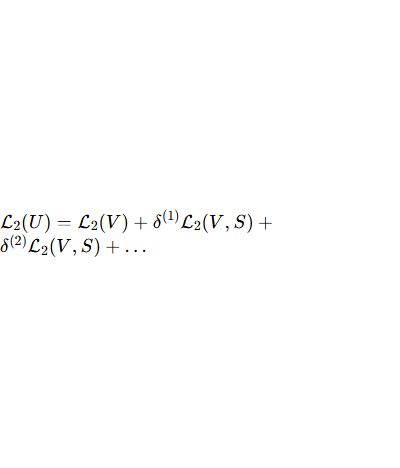 ℒ₂(U) = ℒ₂(V) + δ⁽¹⁾ℒ₂(V, S) +
δ⁽²⁾ℒ₂(V, S) + …